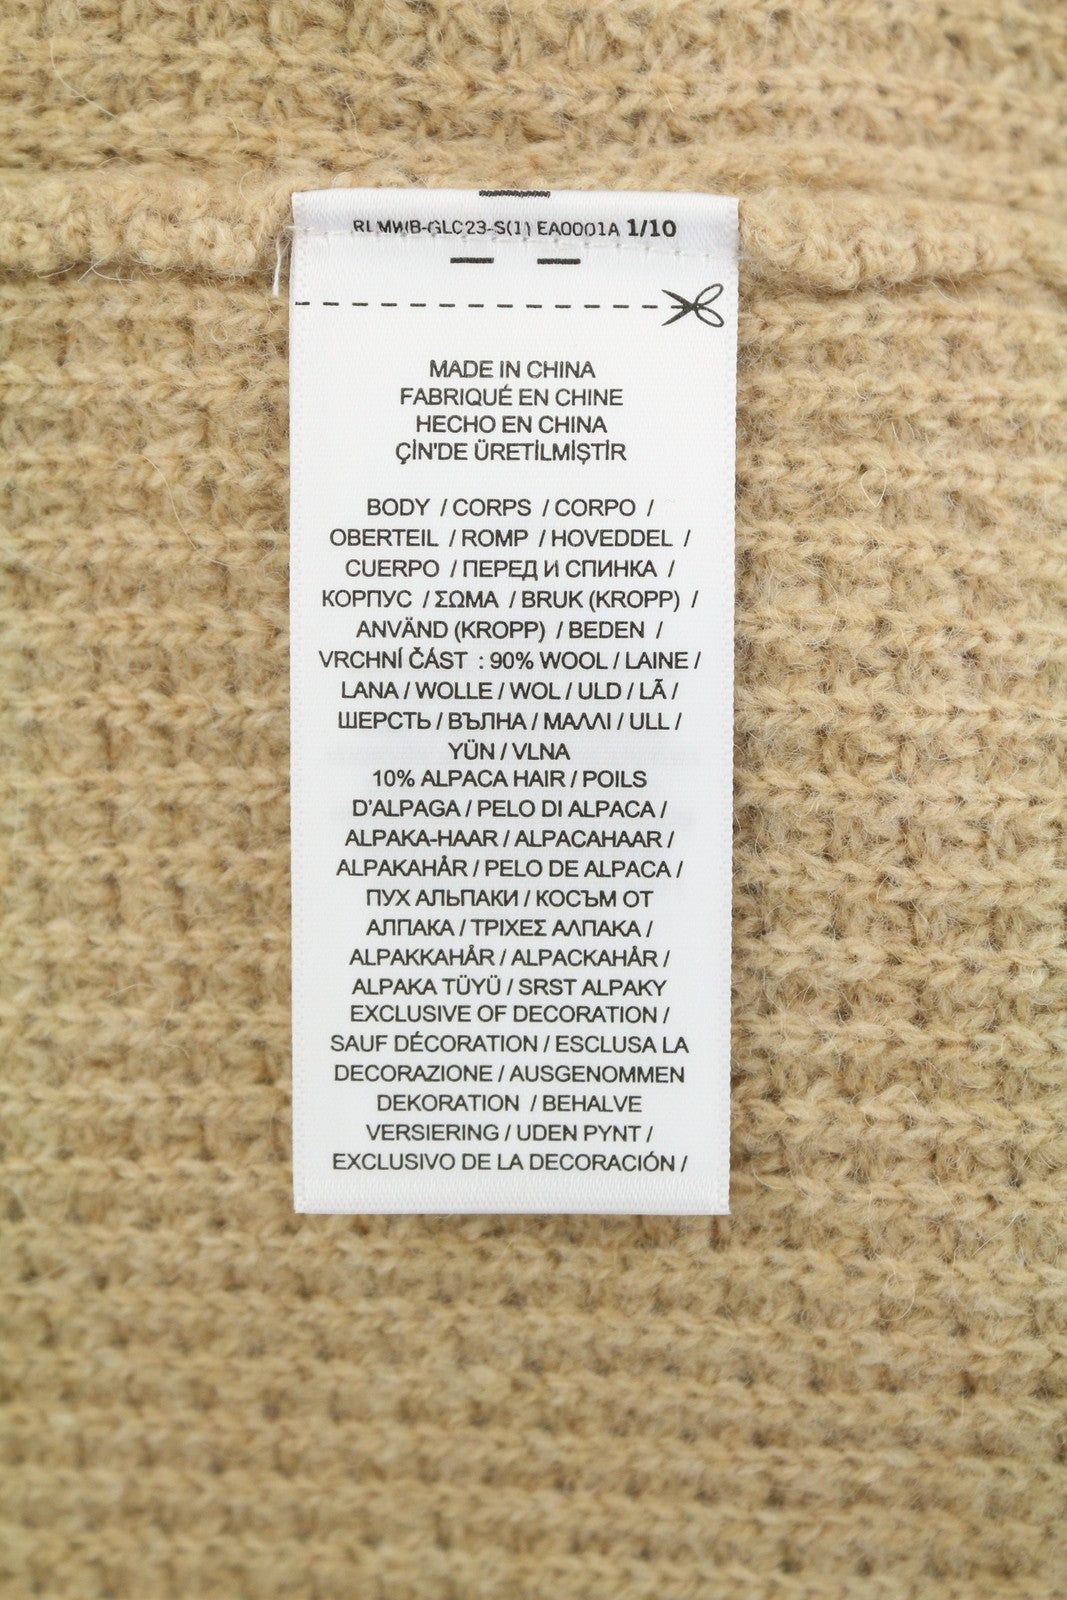 RLMWB-GLC23-S(1) EA0001A 1/10
MADE IN CHINA
FABRIQUÉ EN CHINE
HECHO EN CHINA
ÇİN'DE ÜRETİLMİŞTİR
BODY / CORPS / CORPO /
OBERTEIL / ROMP / HOVEDDEL /
CUERPO / ПЕРЕД И СПИНКА /
КОРПУС / ΣΩΜΑ / BRUK (KROPP) /
ANVÄND (KROPP) / BEDEN /
VRCHNÍ ČÁST : 90% WOOL / LAINE /
LANA / WOLLE / WOL / ULD / LÃ /
ШЕРСТЬ / ВЪЛНА / ΜΑΛΛΙ / ULL /
YÜN / VLNA
10% ALPACA HAIR / POILS
D'ALPAGA / PELO DI ALPACA /
ALPAKA-HAAR / ALPACAHAAR /
ALPAKAHÅR / PELO DE ALPACA /
ПУХ АЛЬПАКИ / КОСЪМ ОТ
АЛПАКА / ΤΡΙΧΕΣ ΑΛΠΑΚΑ /
ALPAKKAHÅR / ALPACKAHÅR /
ALPAKA TÜYÜ / SRST ALPAKY
EXCLUSIVE OF DECORATION /
SAUF DÉCORATION / ESCLUSA LA
DECORAZIONE / AUSGENOMMEN
DEKORATION / BEHALVE
VERSIERING / UDEN PYNT /
EXCLUSIVO DE LA DECORACIÓN /